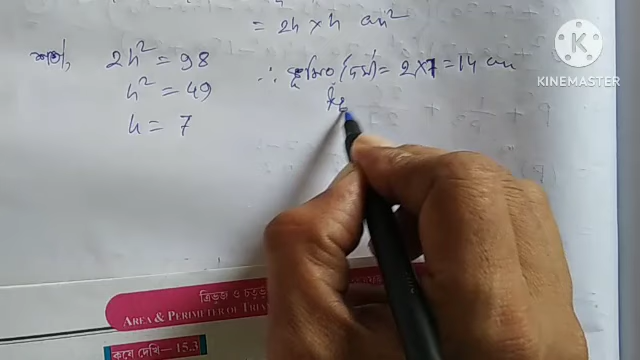 = 2h × h cm²
শর্ত, 2h² = 98
h² = 49
h = 7
∴ ভূমির দৈর্ঘ্য = 2 × 7 = 14 cm
ত্রিভুজ ও চতুর্ভ
AREA & PERIMETER OF TRIAN
কষে দেখি– 15.3
KINEMASTER